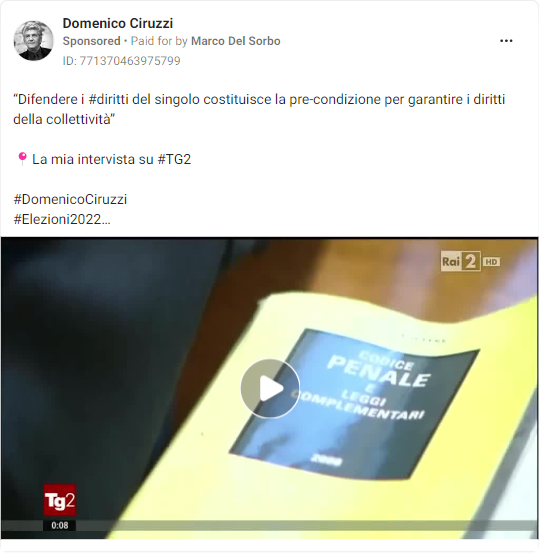 Domenico Ciruzzi
Sponsored • Paid for by Marco Del Sorbo
ID: 771370463975799
“Difendere i #diritti del singolo costituisce la pre-condizione per garantire i diritti
della collettività”
La mia intervista su #TG2
#DomenicoCiruzzi
#Elezioni2022...
Rai 2 HD
CODICE
PENALE
E
LEGGI
COMPLEMENTARI
2000
Tg2
0:08